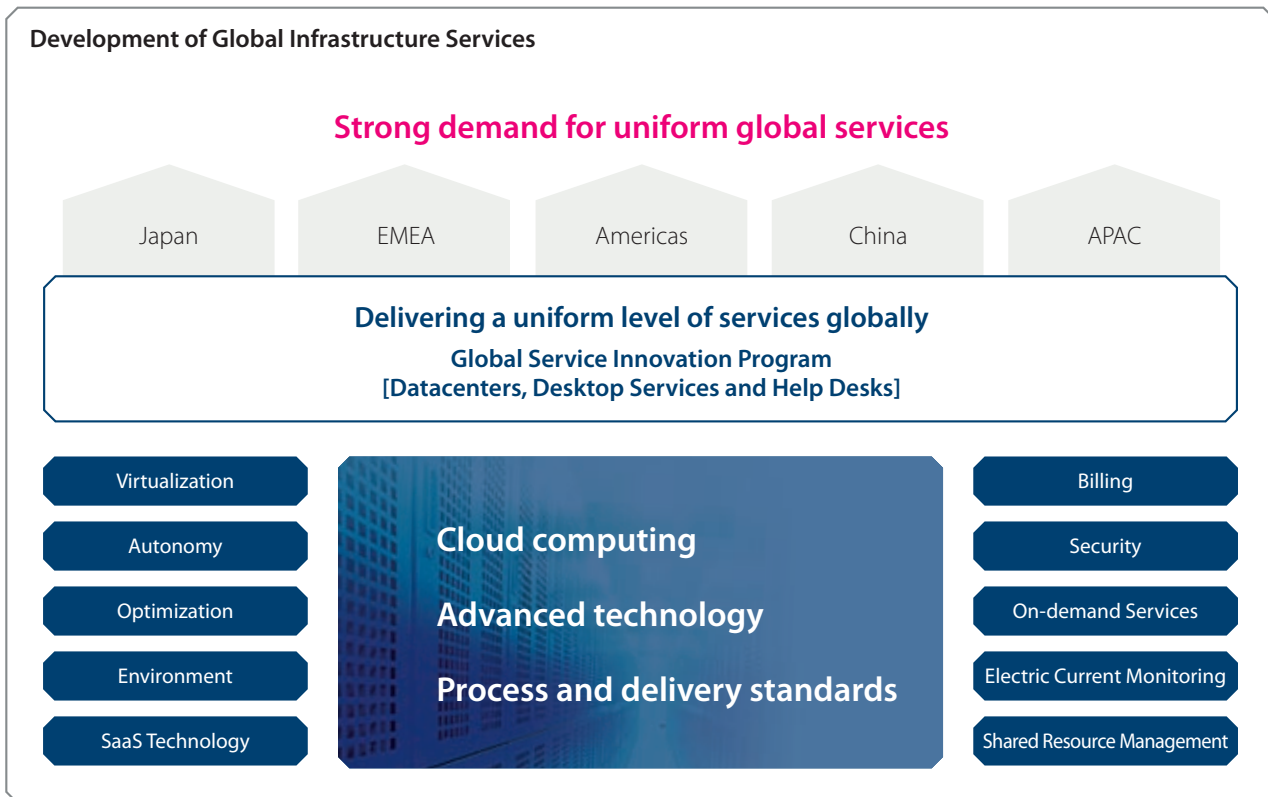 Development of Global Infrastructure Services
Strong demand for uniform global services
Japan
EMEA
Americas
China
APAC
Delivering a uniform level of services globally
Global Service Innovation Program
[Datacenters, Desktop Services and Help Desks]
Virtualization
Autonomy
Optimization
Environment
SaaS Technology
Cloud computing
Advanced technology
Process and delivery standards
Billing
Security
On-demand Services
Electric Current Monitoring
Shared Resource Management